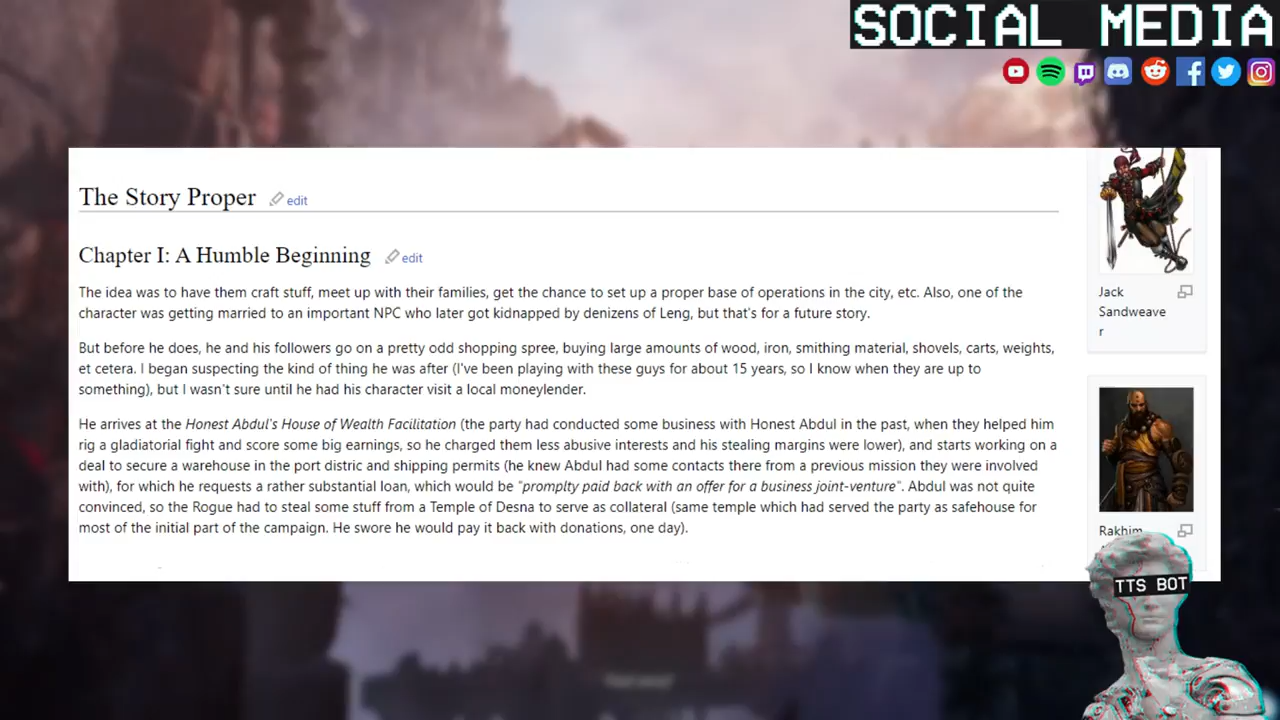 SOCIAL MEDIA
The Story Proper edit
Chapter I: A Humble Beginning edit
The idea was to have them craft stuff, meet up with their families, get the chance to set up a proper base of operations in the city, etc. Also, one of the
character was getting married to an important NPC who later got kidnapped by denizens of Leng, but that's for a future story.
But before he does, he and his followers go on a pretty odd shopping spree, buying large amounts of wood, iron, smithing material, shovels, carts, weights,
et cetera. I began suspecting the kind of thing he was after (I've been playing with these guys for about 15 years, so I know when they are up to
something), but I wasn't sure until he had his character visit a local moneylender.
He arrives at the Honest Abdul's House of Wealth Facilitation (the party had conducted some business with Honest Abdul in the past, when they helped him
rig a gladiatorial fight and score some big earnings, so he charged them less abusive interests and his stealing margins were lower), and starts working on a
deal to secure a warehouse in the port distric and shipping permits (he knew Abdul had some contacts there from a previous mission they were involved
with), for which he requests a rather substantial loan, which would be "promplty paid back with an offer for a business joint-venture". Abdul was not quite
convinced, so the Rogue had to steal some stuff from a Temple of Desna to serve as collateral (same temple which had served the party as safehouse for
most of the initial part of the campaign. He swore he would pay it back with donations, one day).
Jack
Sandweave
r
Rakhim
TTS BOT